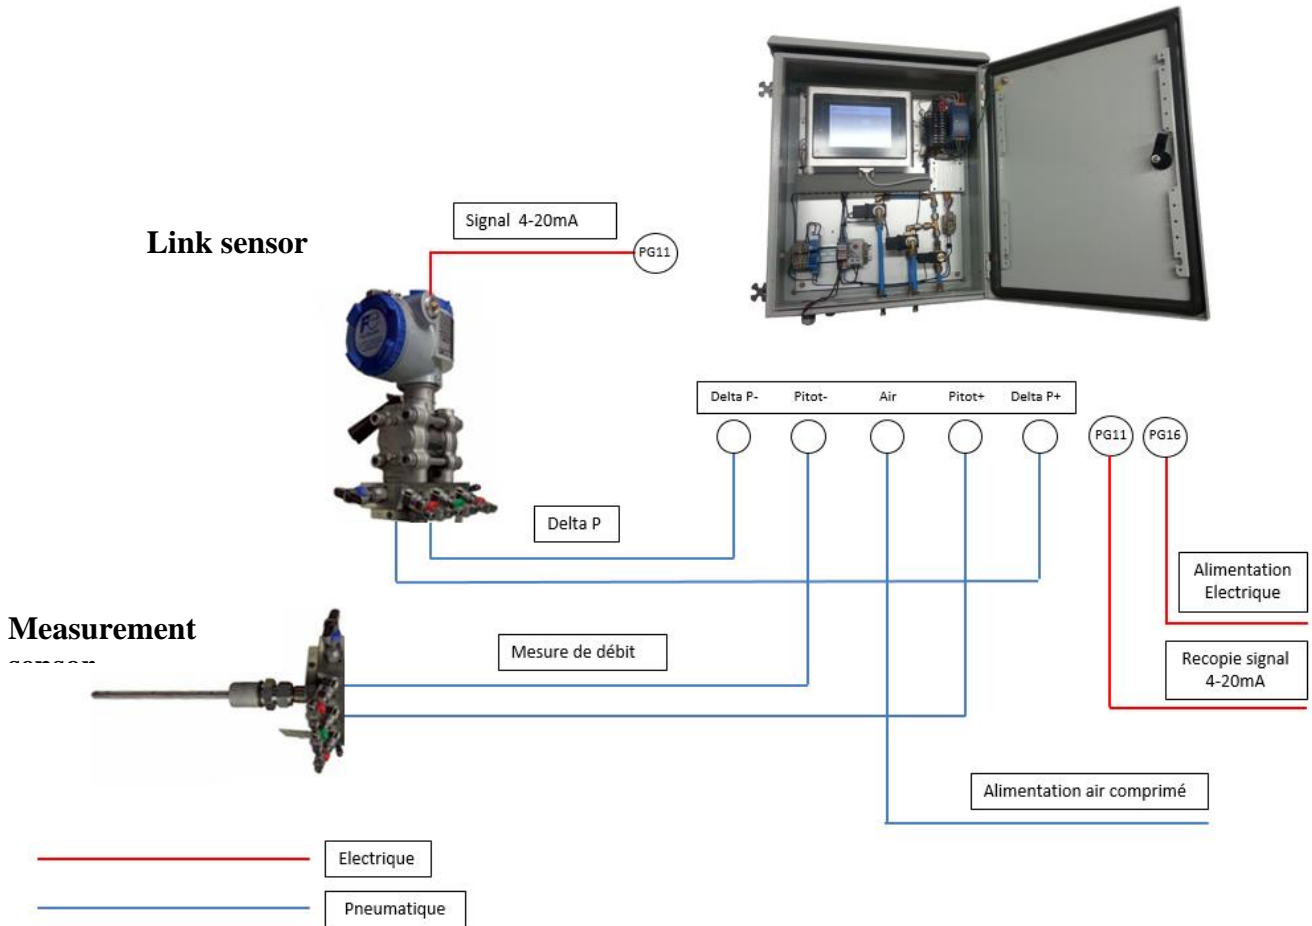 Signal 4-20mA
Link sensor
PG11
Delta P-
Pitot-
Air
Pitot+
Delta P+
PG11
PG16
Delta P
Alimentation
Electrique
Measurement
sensor
Mesure de débit
Recopie signal
4-20mA
Alimentation air comprimé
Electrique
Pneumatique